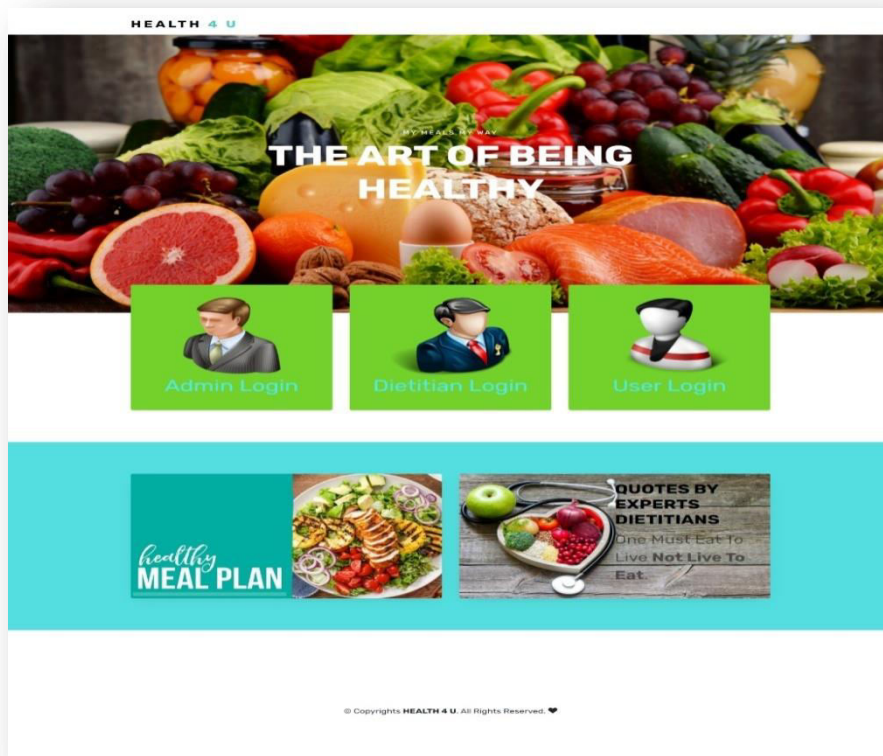 HEALTH 4 U
MY MEALS MY WAY
THE ART OF BEING
HEALTHY
Admin Login
Dietitian Login
User Login
healthy
MEAL PLAN
QUOTES BY
EXPERTS
DIETITIANS
One Must Eat To
Live Not Live To
Eat.
© Copyrights HEALTH 4 U. All Rights Reserved. ❤